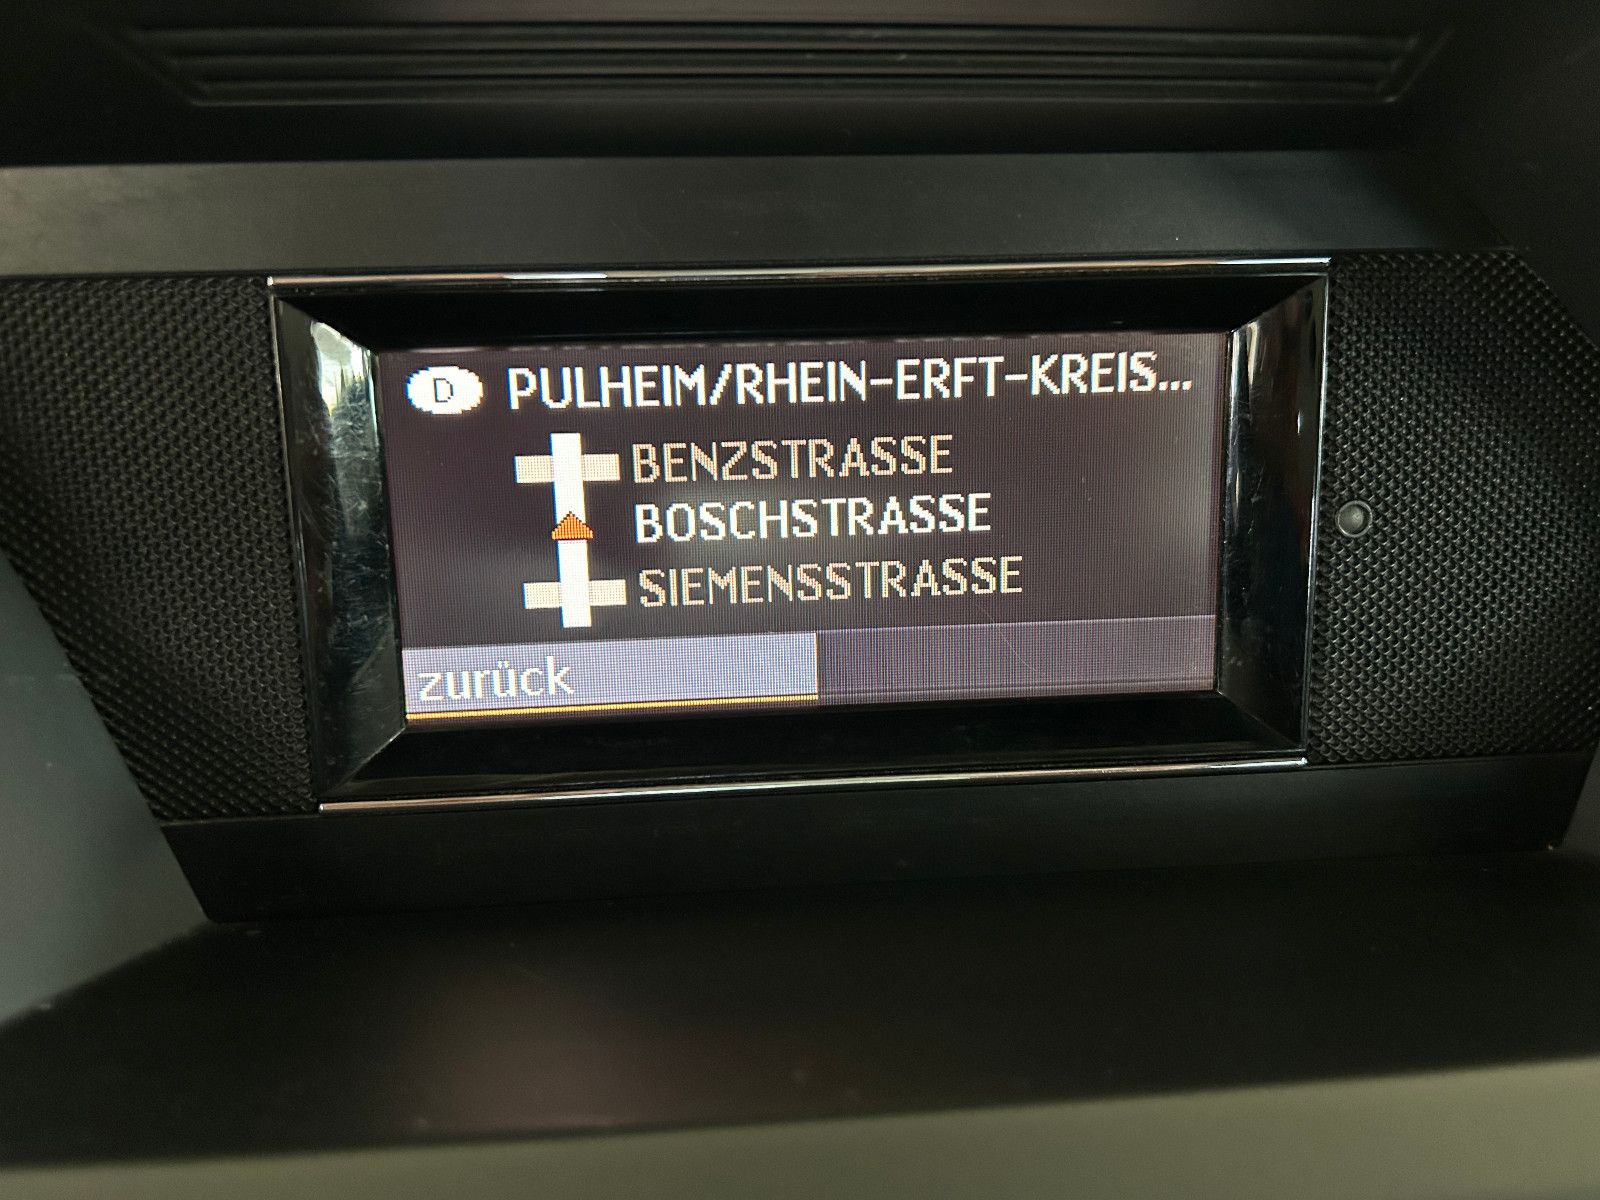 D PULHEIM/RHEIN-ERFT-KREIS...
BENZSTRASSE
BOSCHSTRASSE
SIEMENSSTRASSE
zurück